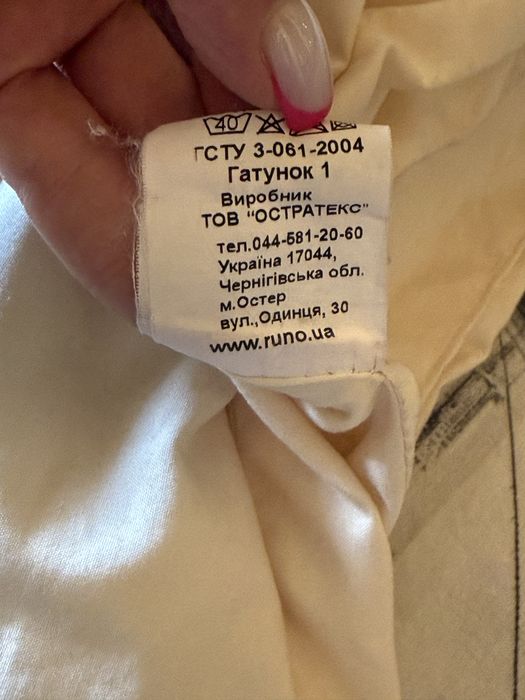 40
ГСТУ 3-061-2004
Гатунок 1
Виробник
ТОВ "ОСТРАТЕКС"
тел.044-581-20-60
Україна 17044,
Чернігівська обл.
м.Остер
вул.,Одинця, 30
www.runo.ua